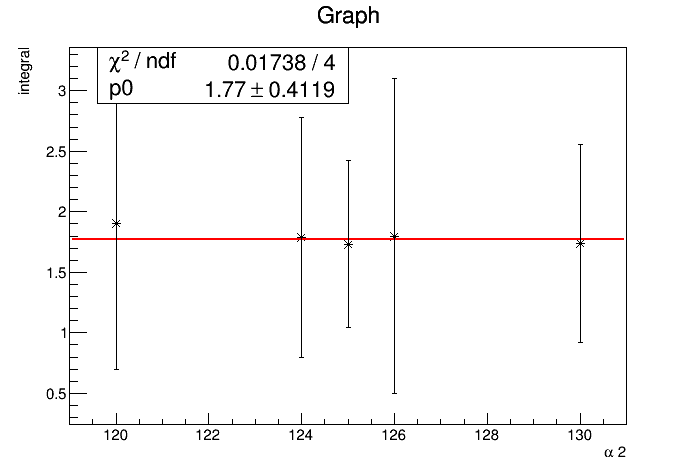 Graph
integral
χ² / ndf 0.01738 / 4
p0 1.77 ± 0.4119
3
2.5
2
1.5
1
0.5
120 122 124 126 128 130
α 2